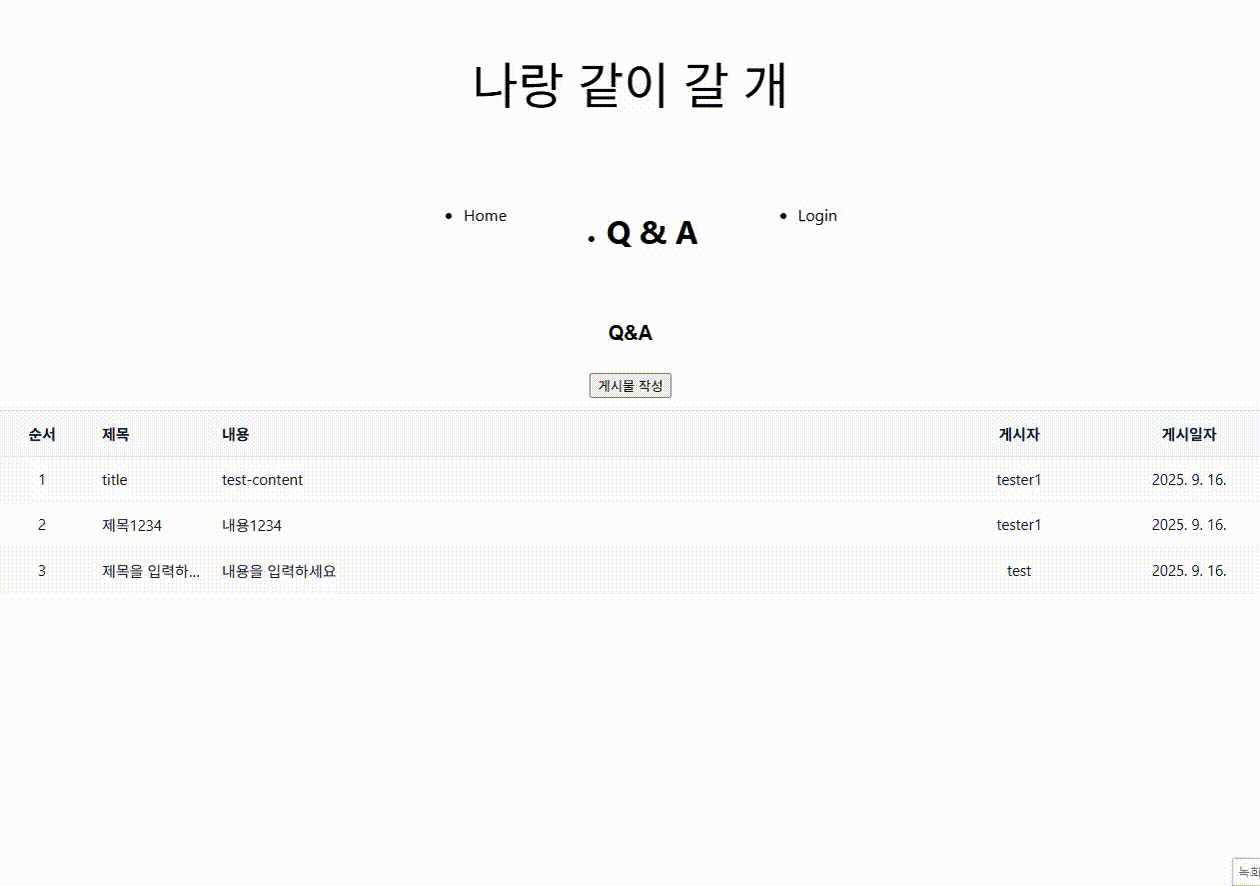 나랑 같이 갈 개
Home
Q & A
Login
Q&A
게시물 작성
순서 제목 내용 게시자 게시일자
1 title test-content tester1 2025. 9. 16.
2 제목1234 내용1234 tester1 2025. 9. 16.
3 제목을 입력하... 내용을 입력하세요 test 2025. 9. 16.